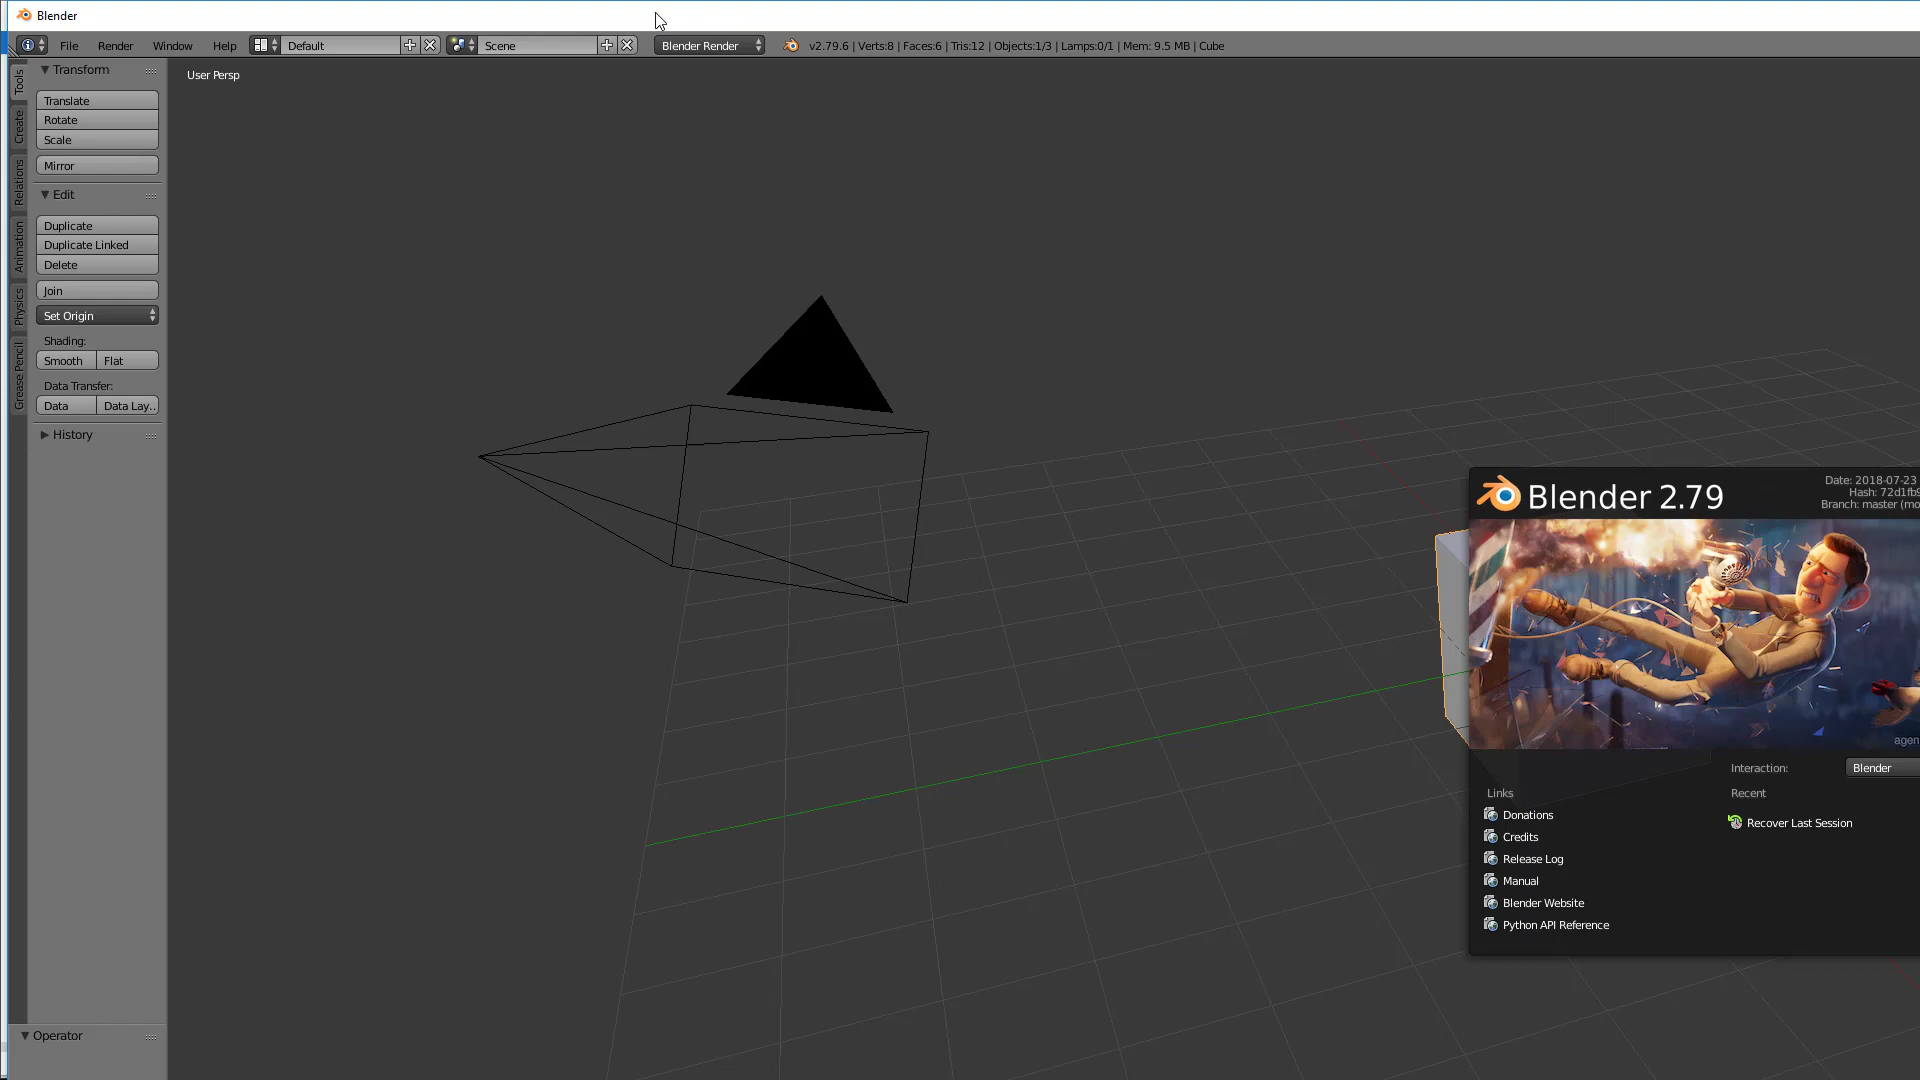 Blender
File Render Window Help Default Scene Blender Render v2.79.6 | Verts:8 | Faces:6 | Tris:12 | Objects:1/3 | Lamps:0/1 | Mem: 9.5 MB | Cube
Tools
Create
Relations
Animation
Physics
Grease Pencil
Transform
Translate
Rotate
Scale
Mirror
Edit
Duplicate
Duplicate Linked
Delete
Join
Set Origin
Shading:
Smooth Flat
Data Transfer:
Data Data Lay..
History
Operator
User Persp
Blender 2.79
Date: 2018-07-23
Hash: 72d1fb9
Branch: master (mo
agen
Interaction: Blender
Links
Donations
Credits
Release Log
Manual
Blender Website
Python API Reference
Recent
Recover Last Session